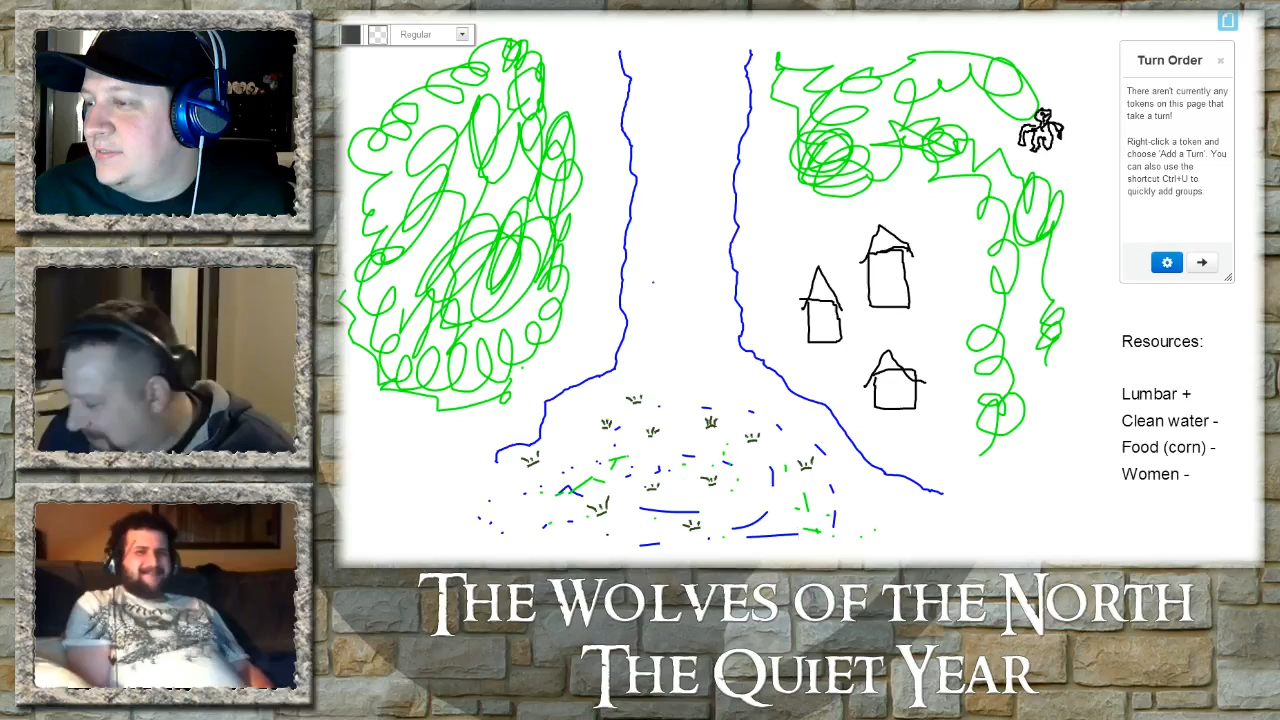 Regular
Turn Order
×
There aren't currently any
tokens on this page that
take a turn!
Right-click a token and
choose 'Add a Turn'. You
can also use the
shortcut Ctrl+U to
quickly add groups.
Resources:
Lumbar +
Clean water -
Food (corn) -
Women -
The Wolves of the North
The Quiet Year